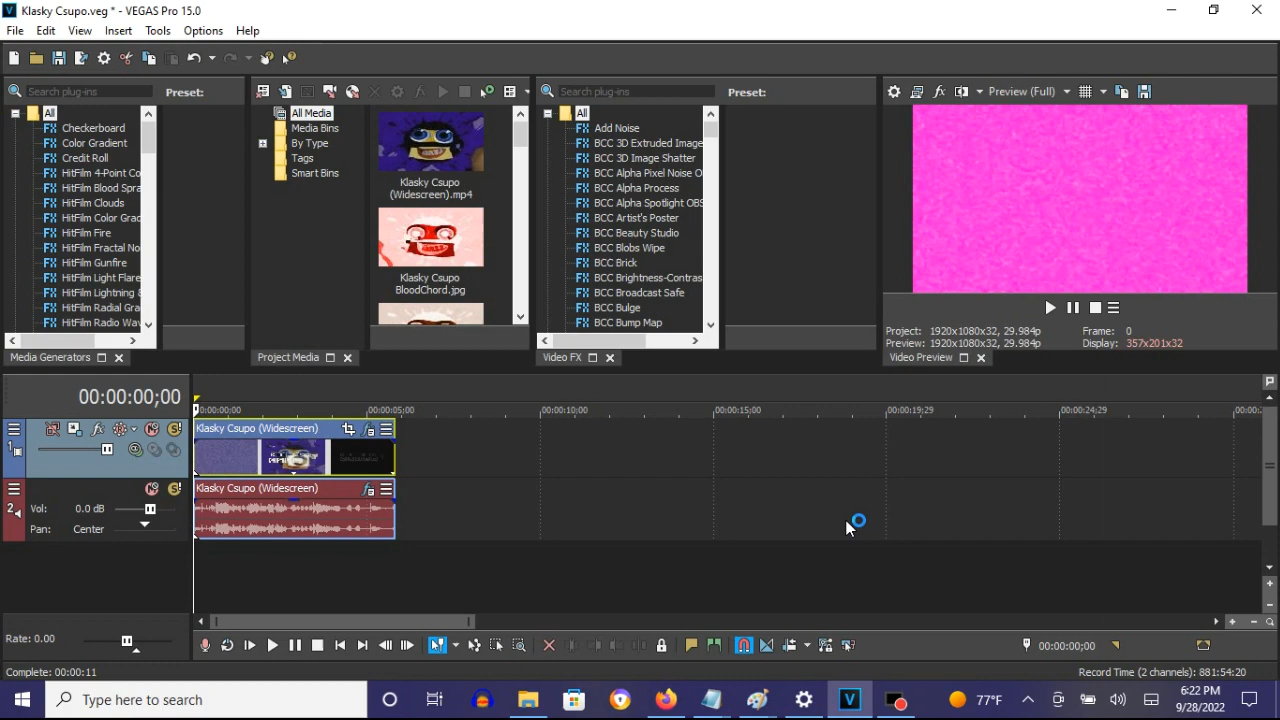 Klasky Csupo.veg * - VEGAS Pro 15.0
File Edit View Insert Tools Options Help
Search plug-ins
Preset:
All
Checkerboard
Color Gradient
Credit Roll
HitFilm 4-Point Co
HitFilm Blood Spra
HitFilm Clouds
HitFilm Color Grac
HitFilm Fire
HitFilm Fractal No
HitFilm Gunfire
HitFilm Light Flare
HitFilm Lightning &
HitFilm Radial Gra
HitFilm Radio Wav
Media Generators
All Media
Media Bins
By Type
Tags
Smart Bins
Klasky Csupo
(Widescreen).mp4
Klasky Csupo
BloodChord.jpg
Project Media
Search plug-ins
Preset:
All
Add Noise
BCC 3D Extruded Image
BCC 3D Image Shatter
BCC Alpha Pixel Noise O
BCC Alpha Process
BCC Alpha Spotlight OBS
BCC Artist's Poster
BCC Beauty Studio
BCC Blobs Wipe
BCC Brick
BCC Brightness-Contras
BCC Broadcast Safe
BCC Bulge
BCC Bump Map
Video FX
Preview (Full)
Project: 1920x1080x32, 29.984p Frame: 0
Preview: 1920x1080x32, 29.984p Display: 357x201x32
Video Preview
00:00:00;00
00:00:00;00 00:00:05;00 00:00:10;00 00:00:15;00 00:00:19;29 00:00:24;29 00:00:2
1 Klasky Csupo (Widescreen)
2 Klasky Csupo (Widescreen)
Vol: 0.0 dB
Pan: Center
Rate: 0.00
00:00:00;00
Complete: 00:00:11
Record Time (2 channels): 881:54:20
Type here to search
77°F
6:22 PM
9/28/2022